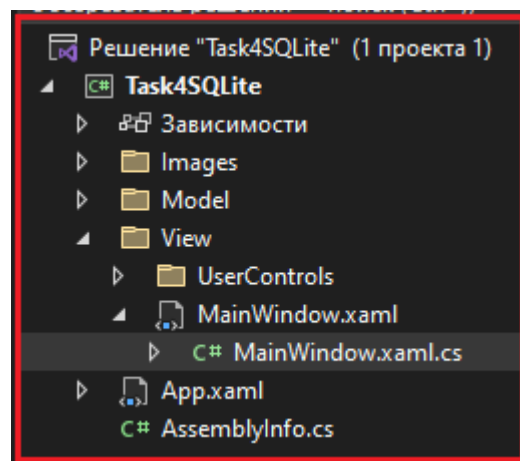 Решение "Task4SQLite" (1 проекта 1)
C# Task4SQLite
Зависимости
Images
Model
View
UserControls
MainWindow.xaml
C# MainWindow.xaml.cs
App.xaml
C# AssemblyInfo.cs